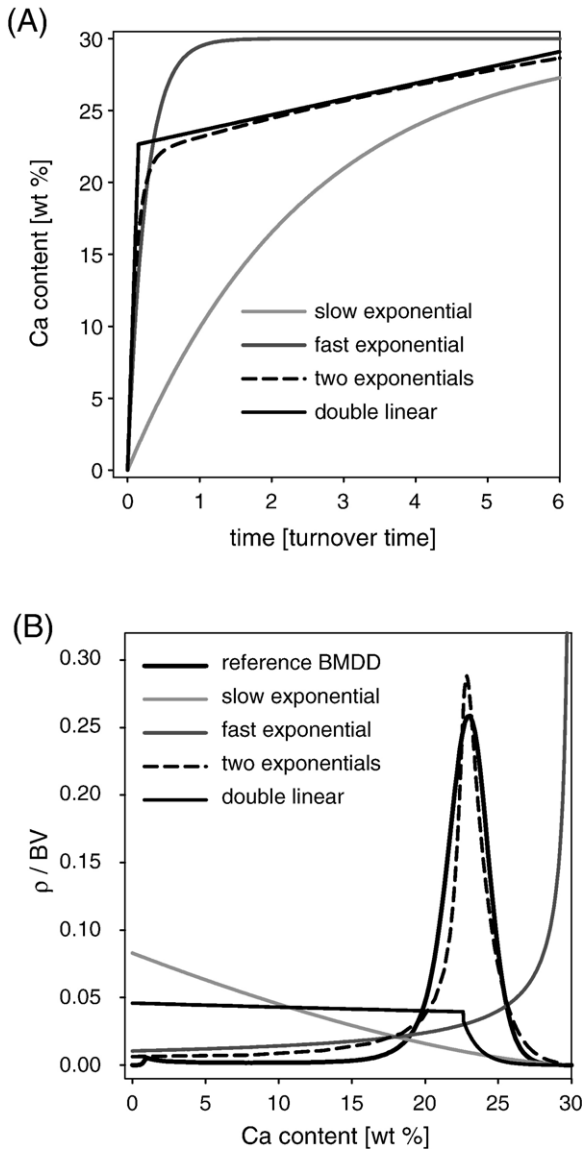 (A)
30
25
20
15
10
5
0
Ca content [wt %]
slow exponential
fast exponential
two exponentials
double linear
0 1 2 3 4 5 6
time [turnover time]
(B)
0.30
0.25
0.20
0.15
0.10
0.05
0.00
ρ / BV
reference BMDD
slow exponential
fast exponential
two exponentials
double linear
0 5 10 15 20 25 30
Ca content [wt %]